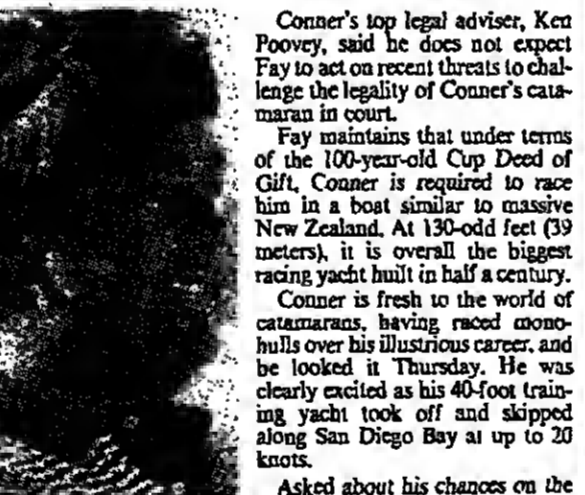 Conner's top legal adviser, Ken
Poovey, said he does not expect
Fay to act on recent threats to chal-
lenge the legality of Conner's cata-
maran in court.
Fay maintains that under terms
of the 100-year-old Cup Deed of
Gift, Conner is required to race
him in a boat similar to massive
New Zealand. At 130-odd feet (39
meters), it is overall the biggest
racing yacht built in half a century.
Conner is fresh to the world of
catamarans, having raced mono-
hulls over his illustrious career, and
he looked it Thursday. He was
clearly excited as his 40-foot train-
ing yacht took off and skipped
along San Diego Bay at up to 20
knots.
Asked about his chances on the